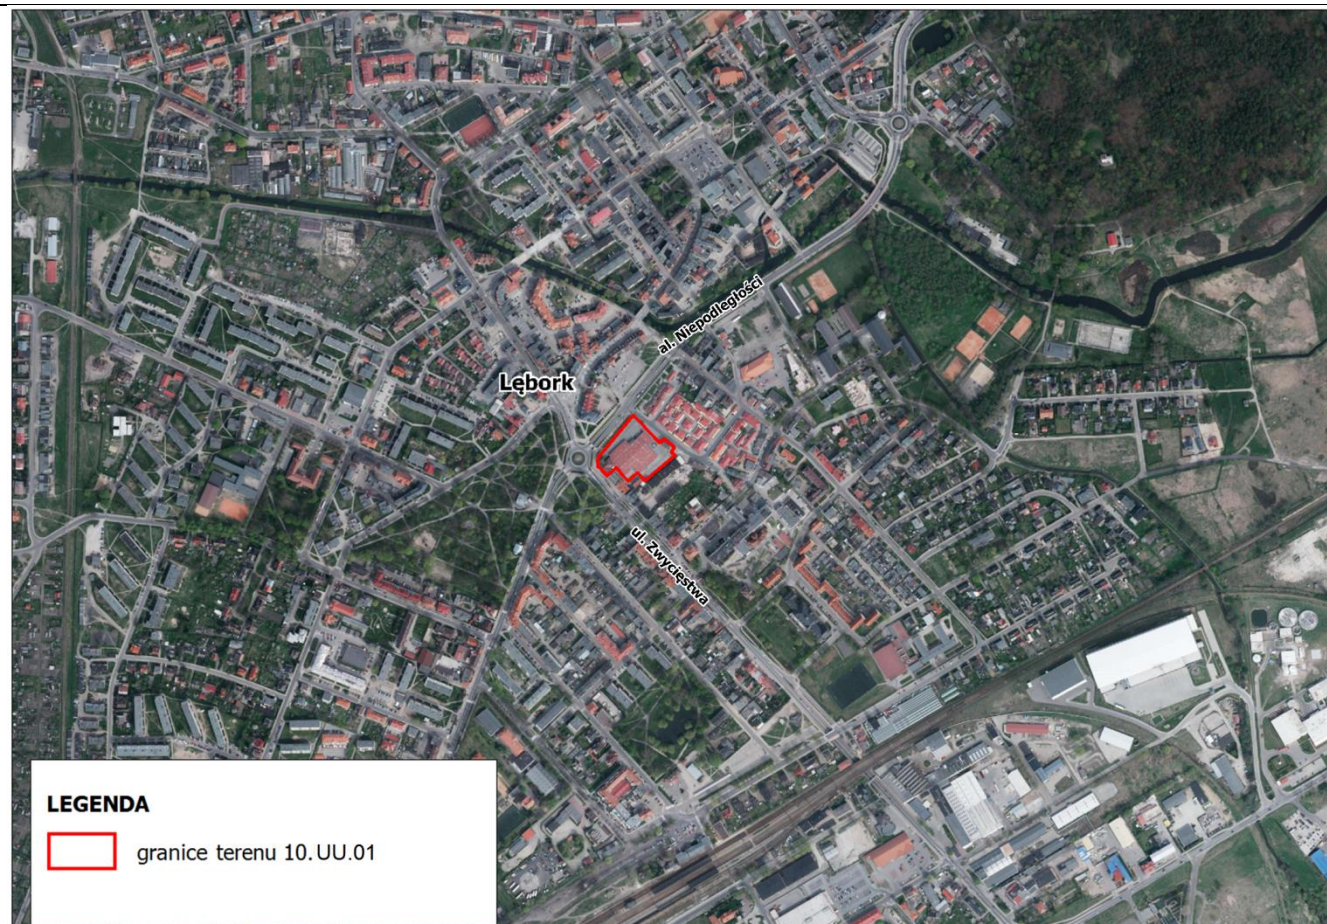 al. Niepodległości
Lębork
ul. Zwycięstwa
LEGENDA
granice terenu 10.UU.01